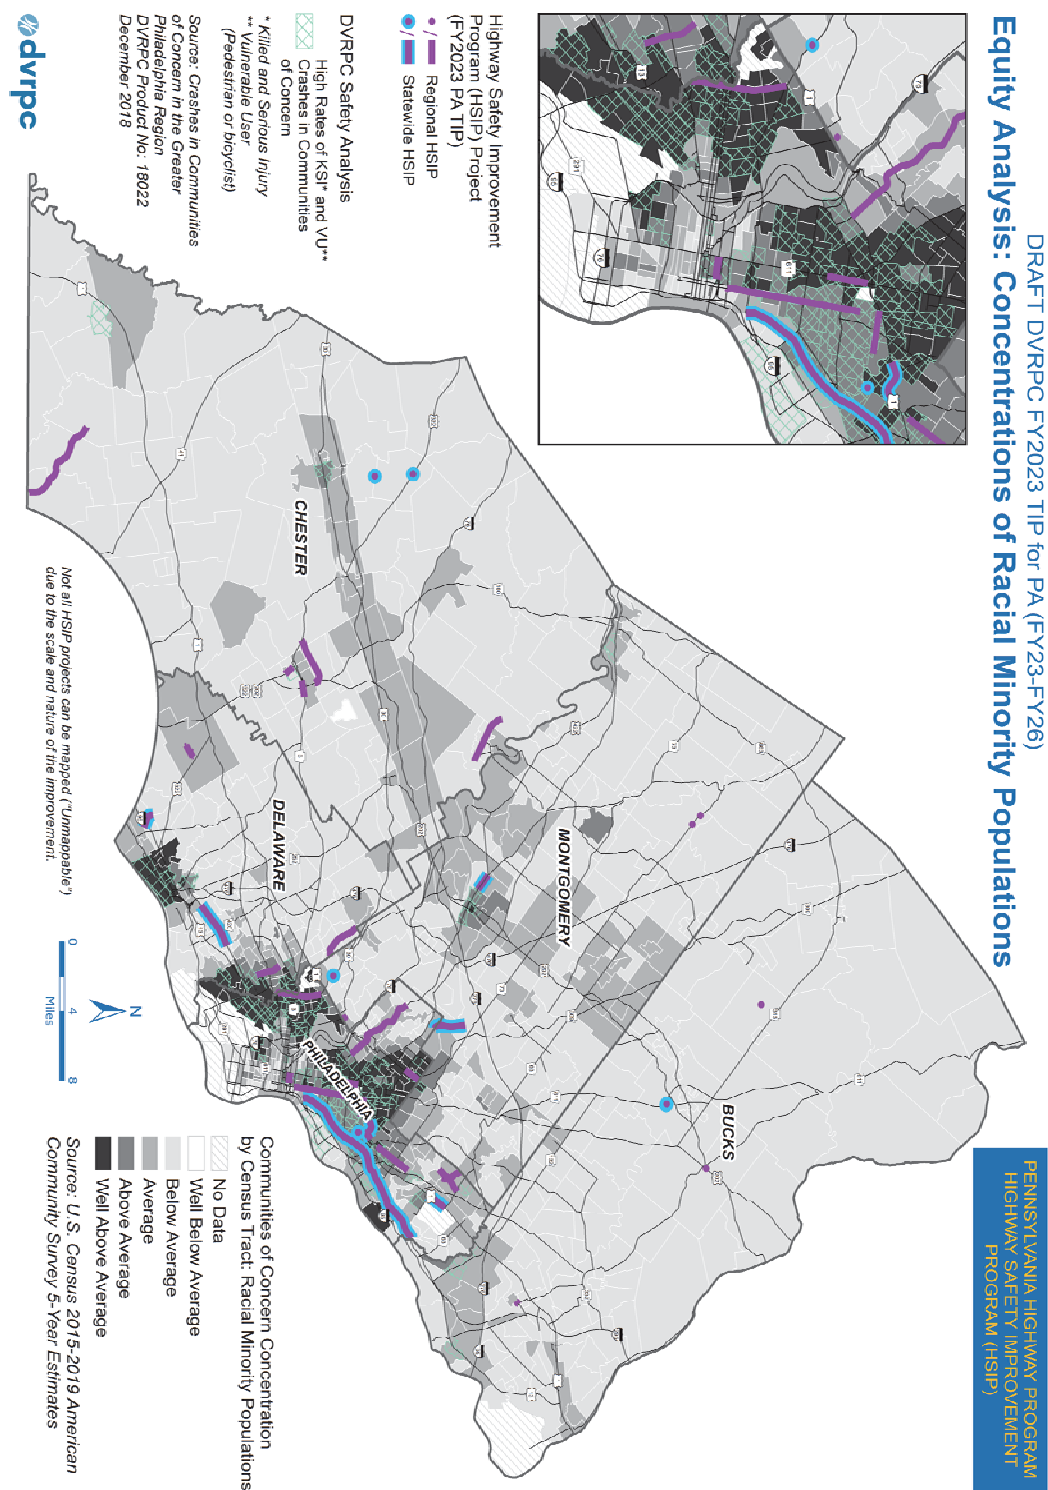 DRAFT DVRPC FY2023 TIP for PA (FY23-FY26)
Equity Analysis: Concentrations of Racial Minority Populations
PENNSYLVANIA HIGHWAY PROGRAM
HIGHWAY SAFETY IMPROVEMENT
PROGRAM (HSIP)
Highway Safety Improvement
Program (HSIP) Project
(FY2023 PA TIP)
Regional HSIP
Statewide HSIP
DVRPC Safety Analysis
High Rates of KSI* and VU**
Crashes in Communities
of Concern
* Killed and Serious Injury
** Vulnerable User
(Pedestrian or bicyclist)
Source: Crashes in Communities
of Concern in the Greater
Philadelphia Region
DVRPC Product No: 18022
December 2018
dvrpc
CHESTER
DELAWARE
MONTGOMERY
PHILADELPHIA
BUCKS
Not all HSIP projects can be mapped ("Unmappable")
due to the scale and nature of the improvement.
N
0 4 8
Miles
Communities of Concern Concentration
by Census Tract: Racial Minority Populations
No Data
Well Below Average
Below Average
Average
Above Average
Well Above Average
Source: U.S. Census 2015-2019 American
Community Survey 5-Year Estimates